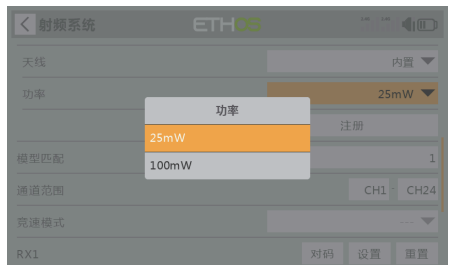 射频系统 ETHOS
天线 内置
功率 25mW
功率
25mW
100mW
注册
模型匹配 1
通道范围 CH1 - CH24
竞速模式 ---
RX1 对码 设置 重置